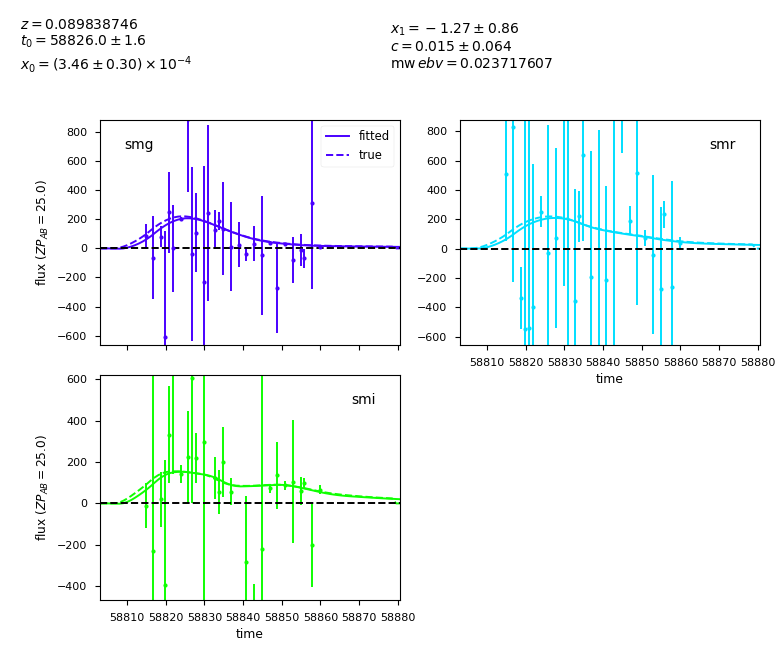 z = 0.089839746
t₀ = 58826.0 ± 1.6
x₀ = (3.46 ± 0.30) × 10⁻⁴
x₁ = −1.27 ± 0.86
c = 0.015 ± 0.064
mw ebv = 0.023717607
smg
fitted
true
800
600
400
200
0
−200
−400
−600
flux (ZP_AB = 25.0)
smr
800
600
400
200
0
−200
−400
−600
58810 58820 58830 58840 58850 58860 58870 58880
time
smi
600
400
200
0
−200
−400
flux (ZP_AB = 25.0)
58810 58820 58830 58840 58850 58860 58870 58880
time